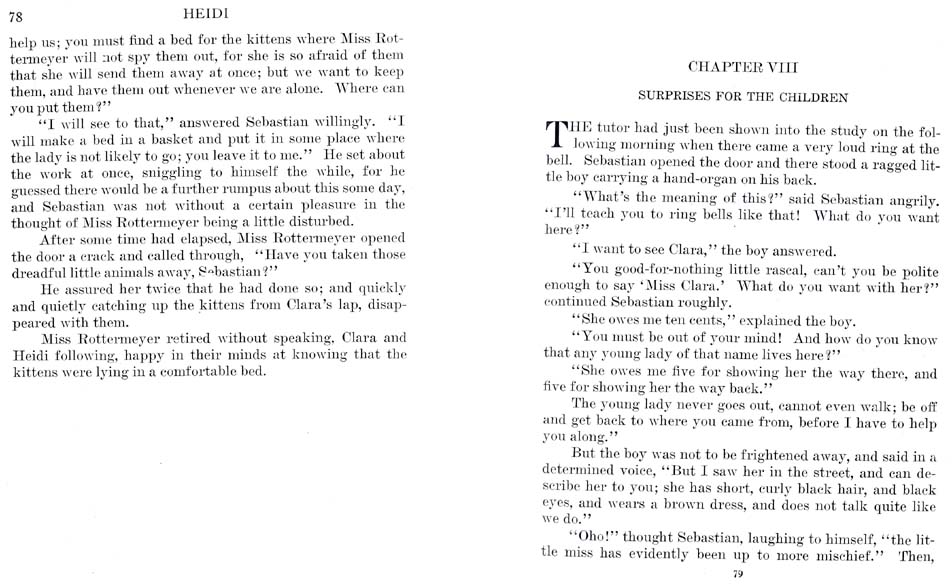 78
HEIDI
help us; you must find a bed for the kittens where Miss Rot-
termeyer will not spy them out, for she is so afraid of them
that she will send them away at once; but we want to keep
them, and have them out whenever we are alone. Where can
you put them?"
"I will see to that," answered Sebastian willingly. "I
will make a bed in a basket and put it in some place where
the lady is not likely to go; you leave it to me." He set about
the work at once, sniggling to himself the while, for he
guessed there would be a further rumpus about this some day,
and Sebastian was not without a certain pleasure in the
thought of Miss Rottermeyer being a little disturbed.
After some time had elapsed, Miss Rottermeyer opened
the door a crack and called through, "Have you taken those
dreadful little animals away, Sebastian?"
He assured her twice that he had done so; and quickly
and quietly catching up the kittens from Clara's lap, disap-
peared with them.
Miss Rottermeyer retired without speaking, Clara and
Heidi following, happy in their minds at knowing that the
kittens were lying in a comfortable bed.
CHAPTER VIII
SURPRISES FOR THE CHILDREN
THE tutor had just been shown into the study on the fol-
lowing morning when there came a very loud ring at the
bell. Sebastian opened the door and there stood a ragged lit-
tle boy carrying a hand-organ on his back.
"What's the meaning of this?" said Sebastian angrily.
"I'll teach you to ring bells like that! What do you want
here?"
"I want to see Clara," the boy answered.
"You good-for-nothing little rascal, can't you be polite
enough to say 'Miss Clara.' What do you want with her?"
continued Sebastian roughly.
"She owes me ten cents," explained the boy.
"You must be out of your mind! And how do you know
that any young lady of that name lives here?"
"She owes me five for showing her the way there, and
five for showing her the way back."
The young lady never goes out, cannot even walk; be off
and get back to where you came from, before I have to help
you along."
But the boy was not to be frightened away, and said in a
determined voice, "But I saw her in the street, and can de-
scribe her to you; she has short, curly black hair, and black
eyes, and wears a brown dress, and does not talk quite like
we do."
"Oho!" thought Sebastian, laughing to himself, "the lit-
tle miss has evidently been up to more mischief." Then,
79